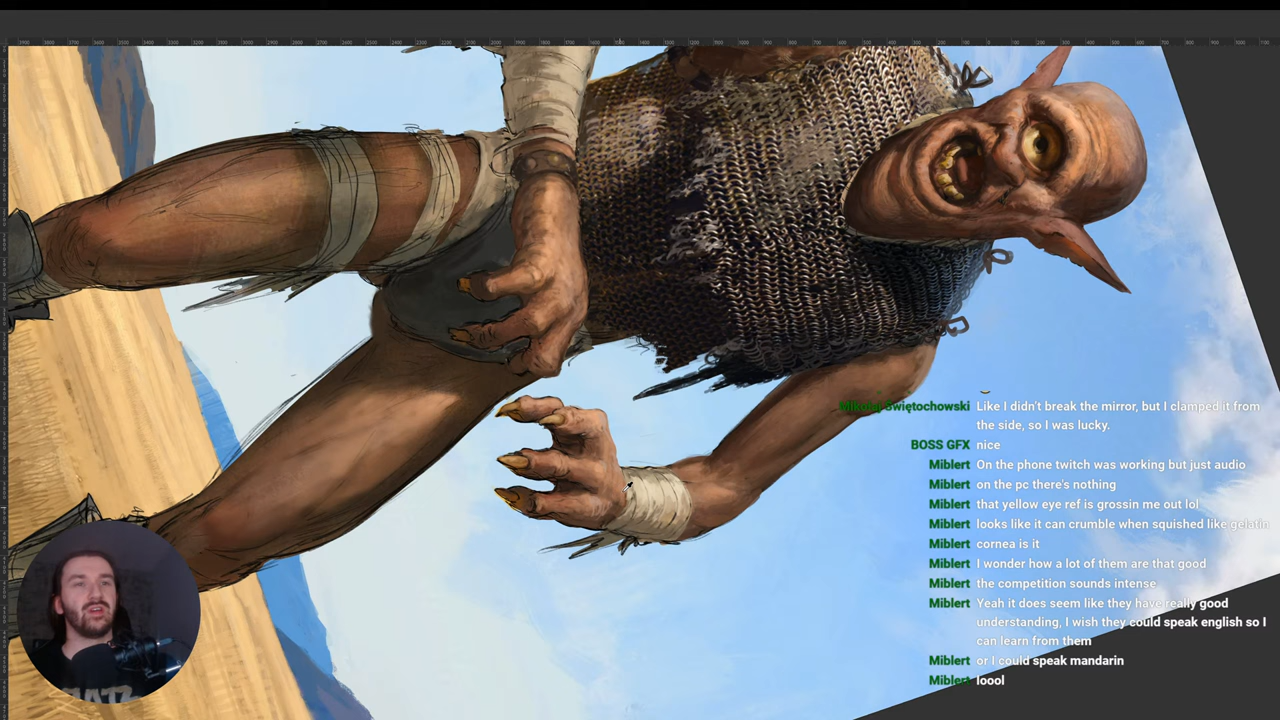 Mikołaj Świętochowski Like I didn't break the mirror, but I clamped it from
the side, so I was lucky.
BOSS GFX nice
Miblert On the phone twitch was working but just audio
Miblert on the pc there's nothing
Miblert that yellow eye ref is grossin me out lol
Miblert looks like it can crumble when squished like gelatin
Miblert cornea is it
Miblert I wonder how a lot of them are that good
Miblert the competition sounds intense
Miblert Yeah it does seem like they have really good
understanding, I wish they could speak english so I
can learn from them
Miblert or I could speak mandarin
Miblert loool